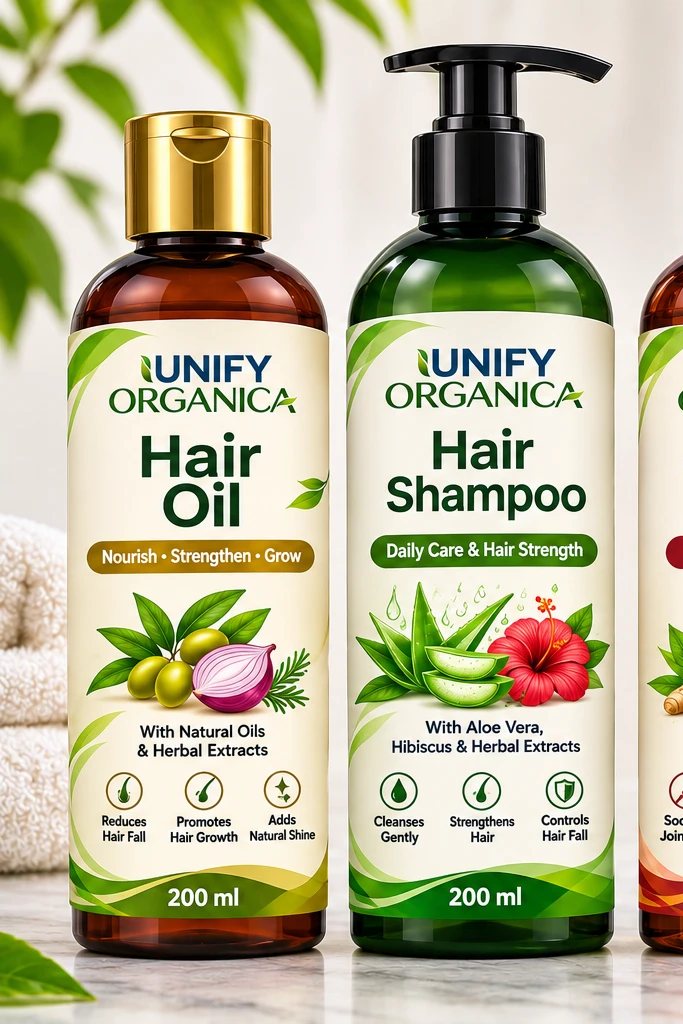 UNIFY
ORGANICA
Hair
Oil
Nourish • Strengthen • Grow
With Natural Oils
& Herbal Extracts
Reduces
Hair Fall
Promotes
Hair Growth
Adds
Natural Shine
200 ml
UNIFY
ORGANICA
Hair
Shampoo
Daily Care & Hair Strength
With Aloe Vera,
Hibiscus & Herbal Extracts
Cleanses
Gently
Strengthens
Hair
Controls
Hair Fall
200 ml